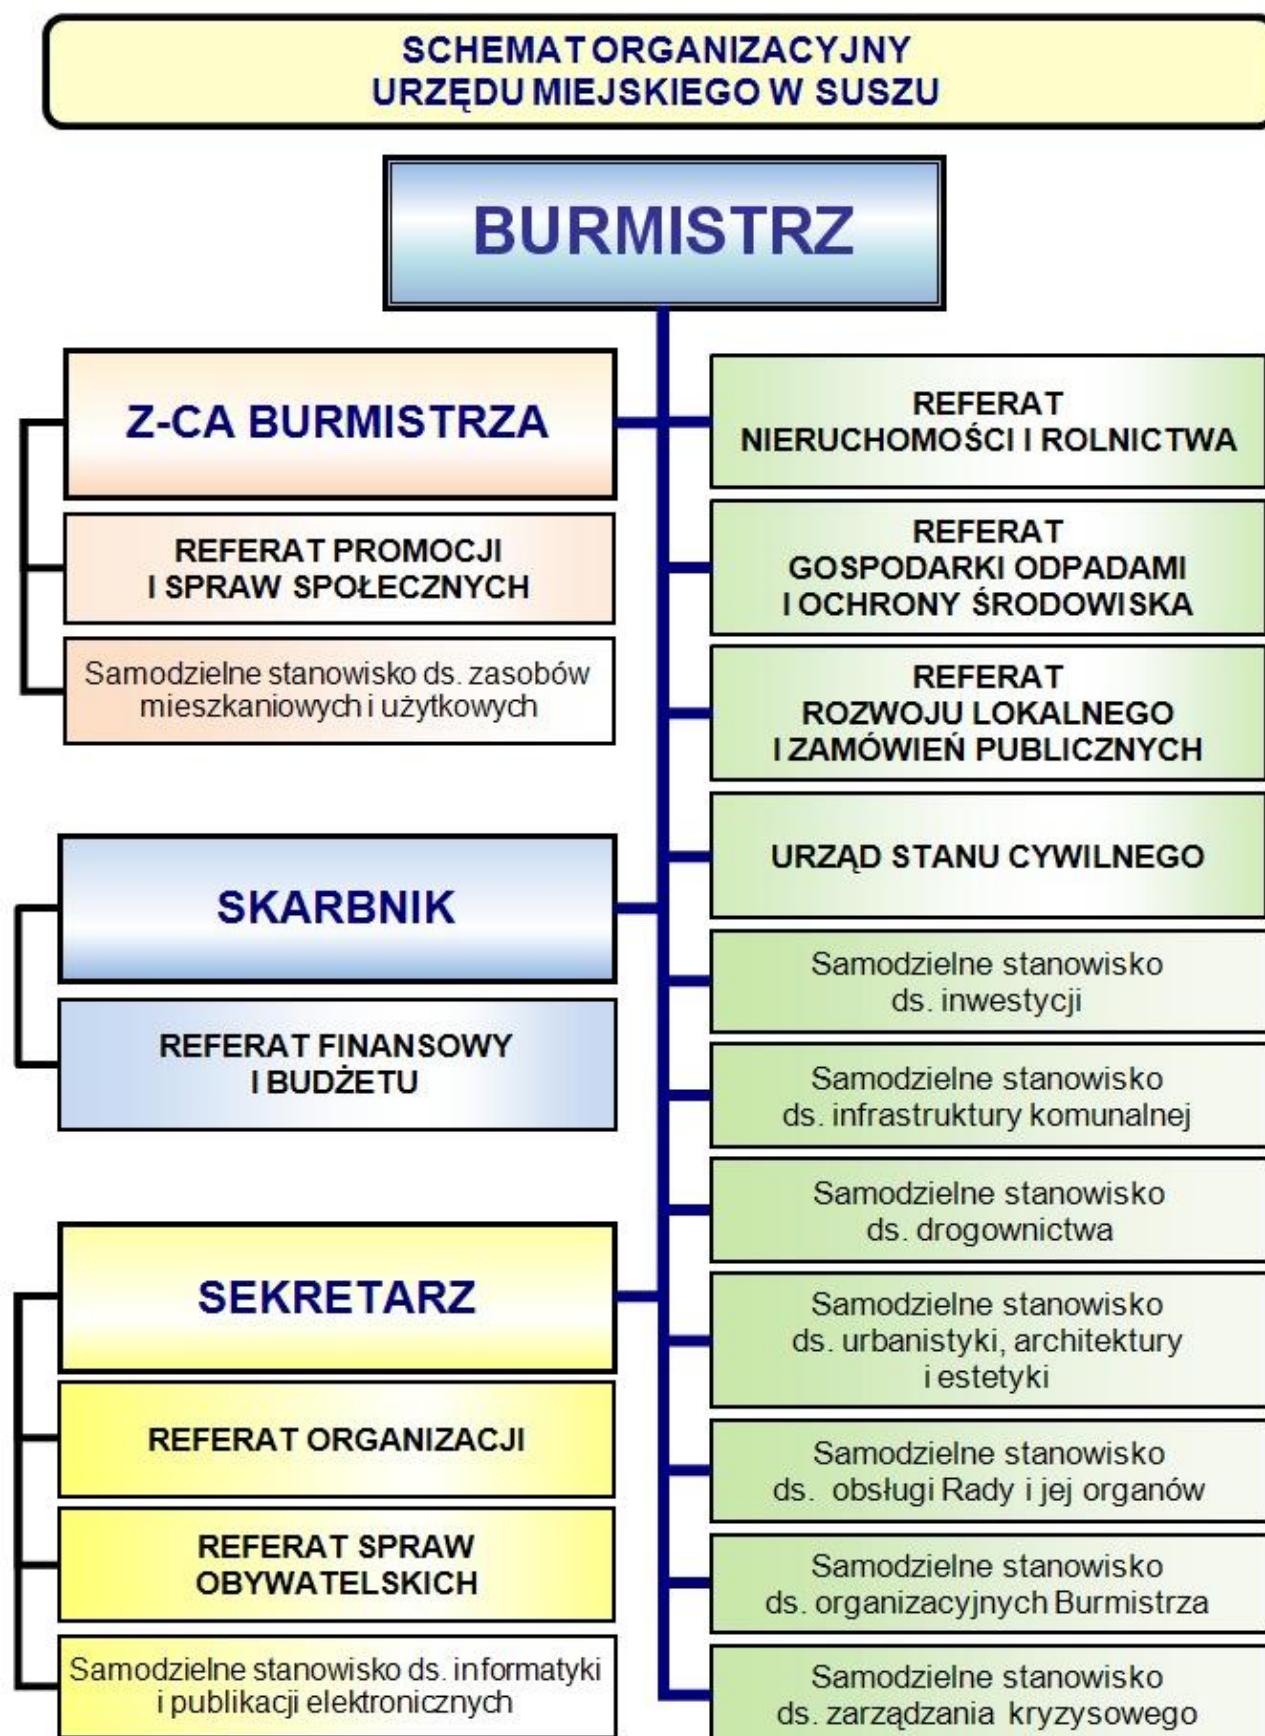 SCHEMAT ORGANIZACYJNY
URZĘDU MIEJSKIEGO W SUSZU
BURMISTRZ
Z-CA BURMISTRZA
REFERAT PROMOCJI
I SPRAW SPOŁECZNYCH
Samodzielne stanowisko ds. zasobów
mieszkaniowych i użytkowych
SKARBNIK
REFERAT FINANSOWY
I BUDŻETU
SEKRETARZ
REFERAT ORGANIZACJI
REFERAT SPRAW
OBYWATELSKICH
Samodzielne stanowisko ds. informatyki
i publikacji elektronicznych
REFERAT
NIERUCHOMOŚCI I ROLNICTWA
REFERAT
GOSPODARKI ODPADAMI
I OCHRONY ŚRODOWISKA
REFERAT
ROZWOJU LOKALNEGO
I ZAMÓWIEŃ PUBLICZNYCH
URZĄD STANU CYWILNEGO
Samodzielne stanowisko
ds. inwestycji
Samodzielne stanowisko
ds. infrastruktury komunalnej
Samodzielne stanowisko
ds. drogownictwa
Samodzielne stanowisko
ds. urbanistyki, architektury
i estetyki
Samodzielne stanowisko
ds. obsługi Rady i jej organów
Samodzielne stanowisko
ds. organizacyjnych Burmistrza
Samodzielne stanowisko
ds. zarządzania kryzysowego